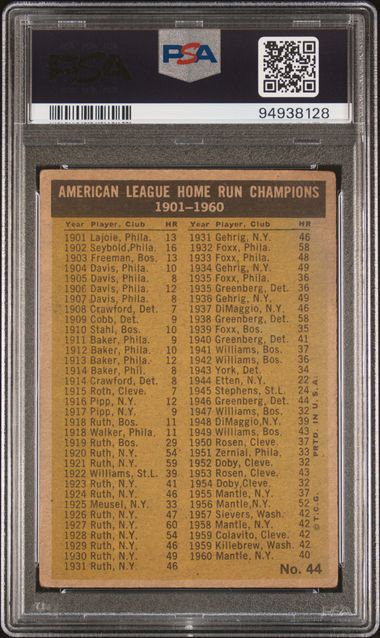 PSA
PSA
94938128
AMERICAN LEAGUE HOME RUN CHAMPIONS
1901-1960
Year Player, Club HR
1901 Lajoie, Phila. 13
1902 Seybold, Phila. 16
1903 Freeman, Bos. 13
1904 Davis, Phila. 10
1905 Davis, Phila. 8
1906 Davis, Phila. 12
1907 Davis, Phila. 8
1908 Crawford, Det. 7
1909 Cobb, Det. 9
1910 Stahl, Bos. 10
1911 Baker, Phila. 9
1912 Baker, Phila. 10
1913 Baker, Phila. 12
1914 Baker, Phil. 8
1914 Crawford, Det. 8
1915 Roth, Cleve. 7
1916 Pipp, N.Y. 12
1917 Pipp, N.Y. 9
1918 Ruth, Bos. 11
1918 Walker, Phila. 11
1919 Ruth, Bos. 29
1920 Ruth, N.Y. 54
1921 Ruth, N.Y. 59
1922 Williams, St.L. 39
1923 Ruth, N.Y. 41
1924 Ruth, N.Y. 46
1925 Meusel, N.Y. 33
1926 Ruth, N.Y. 47
1927 Ruth, N.Y. 60
1928 Ruth, N.Y. 54
1929 Ruth, N.Y. 46
1930 Ruth, N.Y. 49
1931 Ruth, N.Y. 46
Year Player, Club HR
1931 Gehrig, N.Y. 46
1932 Foxx, Phila. 58
1933 Foxx, Phila. 48
1934 Gehrig, N.Y. 49
1935 Foxx, Phila. 36
1935 Greenberg, Det. 36
1936 Gehrig, N.Y. 49
1937 DiMaggio, N.Y. 46
1938 Greenberg, Det. 58
1939 Foxx, Bos. 35
1940 Greenberg, Det. 41
1941 Williams, Bos. 37
1942 Williams, Bos. 36
1943 York, Det. 34
1944 Etten, N.Y. 22
1945 Stephens, St.L. 24
1946 Greenberg, Det. 44
1947 Williams, Bos. 32
1948 DiMaggio, N.Y. 39
1949 Williams, Bos. 43
1950 Rosen, Cleve. 37
1951 Zernial, Phila. 33
1952 Doby, Cleve. 32
1953 Rosen, Cleve. 43
1954 Doby, Cleve. 32
1955 Mantle, N.Y. 37
1956 Mantle, N.Y. 52
1957 Sievers, Wash. 42
1958 Mantle, N.Y. 42
1959 Colavito, Cleve. 42
1959 Killebrew, Wash. 42
1960 Mantle, N.Y. 40
©T.C.G. PRTD. IN U.S.A.
No. 44